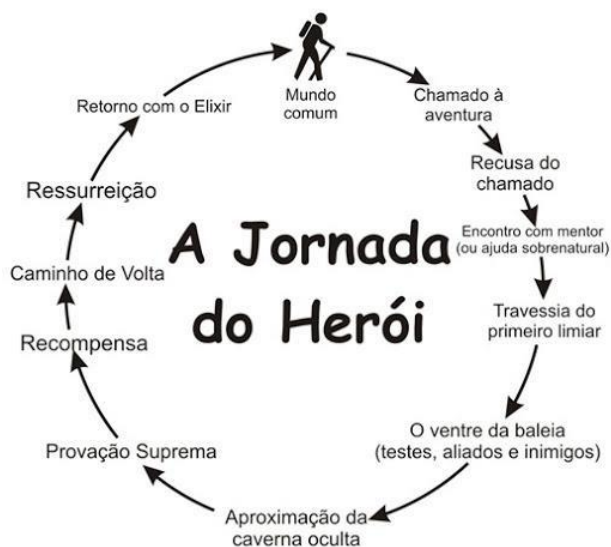 A Jornada
do Herói
Mundo
comum
Chamado à
aventura
Recusa do
chamado
Encontro com mentor
(ou ajuda sobrenatural)
Travessia do
primeiro limiar
O ventre da baleia
(testes, aliados e inimigos)
Aproximação da
caverna oculta
Provação Suprema
Recompensa
Caminho de Volta
Ressurreição
Retorno com o Elixir